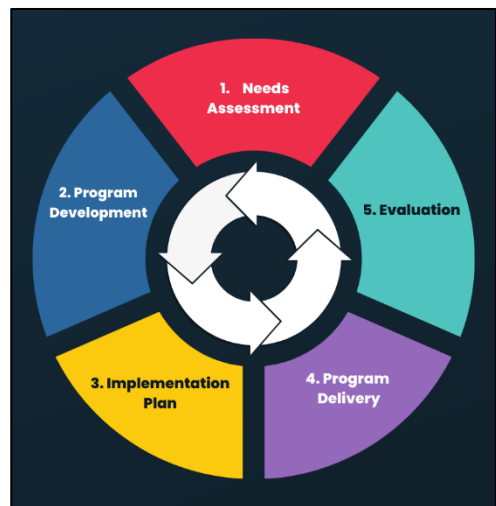 1. Needs
Assessment
2. Program
Development
3. Implementation
Plan
4. Program
Delivery
5. Evaluation